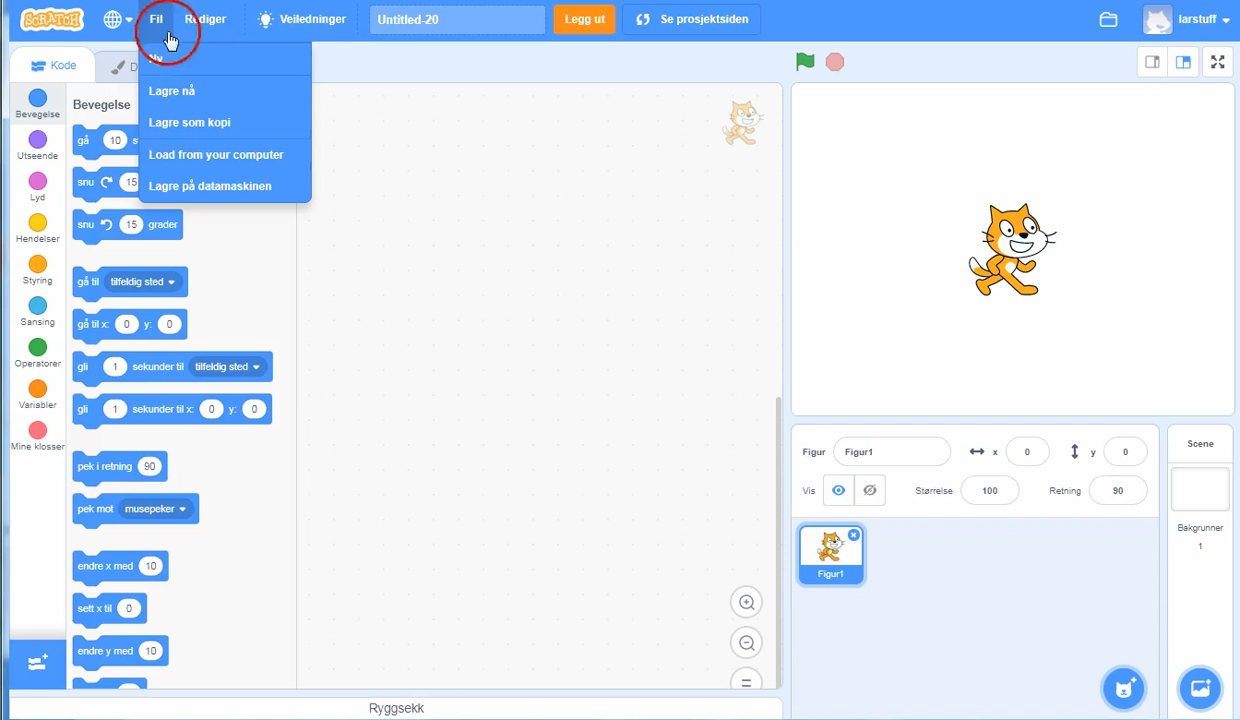 SCRATCH
Fil
Rediger
Veiledninger
Untitled-20
Legg ut
Se prosjektsiden
larstuff
Ny
Lagre nå
Lagre som kopi
Load from your computer
Lagre på datamaskinen
Kode
D
Bevegelse
Utseende
Lyd
Hendelser
Styring
Sansing
Operatorer
Variabler
Mine klosser
Bevegelse
gå 10 s
snu 15
snu 15 grader
gå til tilfeldig sted
gå til x: 0 y: 0
gli 1 sekunder til tilfeldig sted
gli 1 sekunder til x: 0 y: 0
pek i retning 90
pek mot musepeker
endre x med 10
sett x til 0
endre y med 10
Ryggsekk
Figur Figur1 x 0 y 0
Vis Størrelse 100 Retning 90
Figur1
Scene
Bakgrunner
1